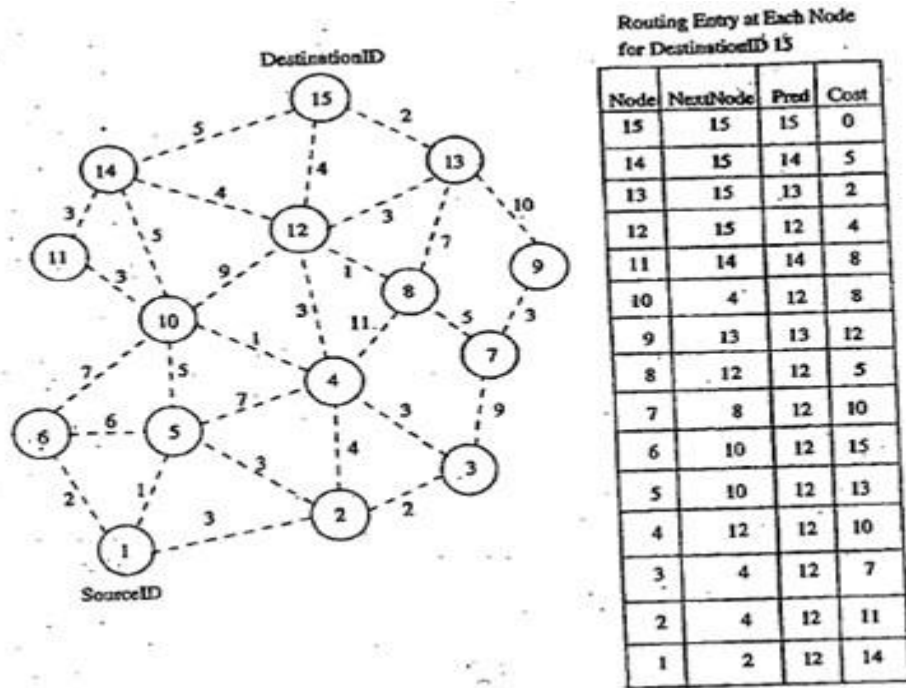 DestinationID
15
5
2
14
13
4
4
10
3
12
3
11
5
7
9
3
9
1
8
10
3
11
5
3
1
7
7
5
4
7
3
9
6
6
5
4
3
3
2
1
3
2
2
1
SourceID
Routing Entry at Each Node
for DestinationID 15
Node NextNode Pred Cost
15 15 15 0
14 15 14 5
13 15 13 2
12 15 12 4
11 14 14 8
10 4 12 8
9 13 13 12
8 12 12 5
7 8 12 10
6 10 12 15
5 10 12 13
4 12 12 10
3 4 12 7
2 4 12 11
1 2 12 14